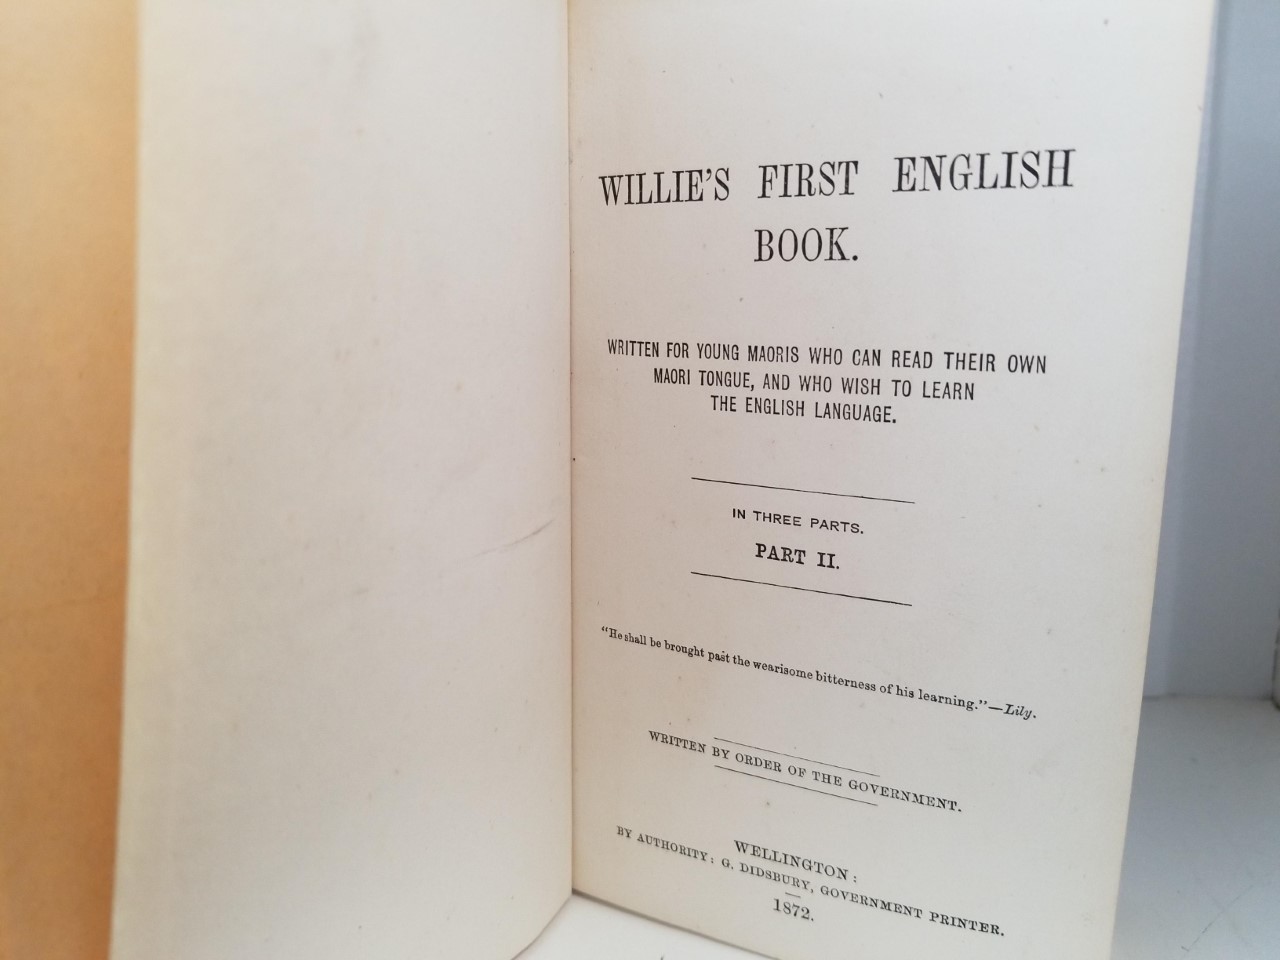 WILLIE'S FIRST ENGLISH
BOOK.
WRITTEN FOR YOUNG MAORIS WHO CAN READ THEIR OWN
MAORI TONGUE, AND WHO WISH TO LEARN
THE ENGLISH LANGUAGE.
IN THREE PARTS.
PART II.
"He shall be brought past the wearisome bitterness of his learning."—Lily.
WRITTEN BY ORDER OF THE GOVERNMENT.
WELLINGTON:
BY AUTHORITY: G. DIDSBURY, GOVERNMENT PRINTER.
1872.